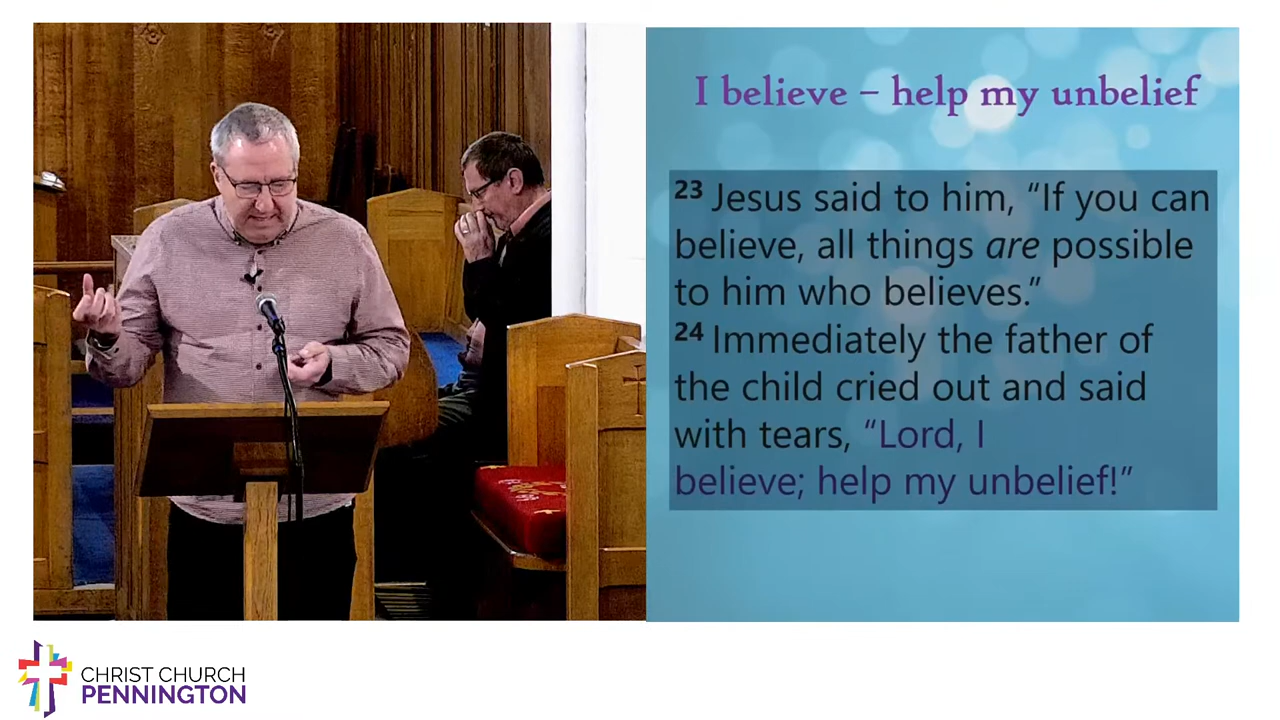 I believe – help my unbelief
23 Jesus said to him, “If you can
believe, all things are possible
to him who believes.”
24 Immediately the father of
the child cried out and said
with tears, “Lord, I
believe; help my unbelief!”
CHRIST CHURCH
PENNINGTON